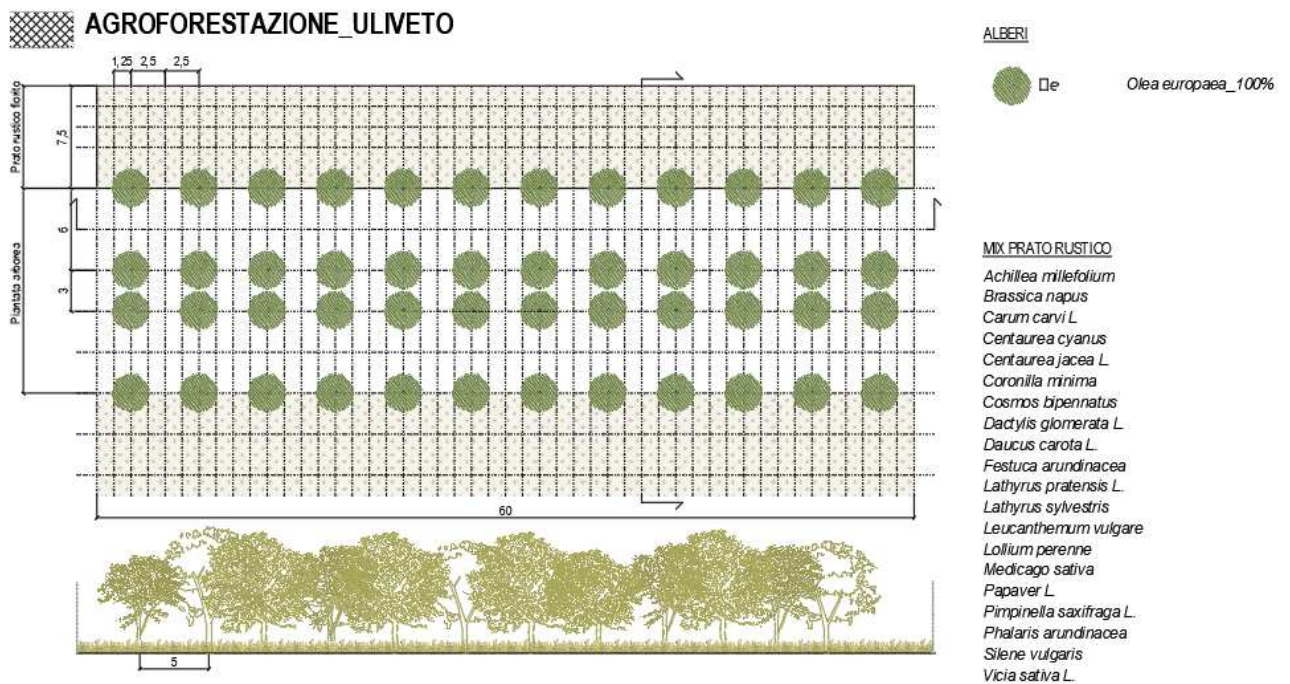 AGROFORESTAZIONE_ULIVETO
1,25 2,5 2,5
Prato rustico fiorito
7,5
6
3
Plantata arborea
60
5
ALBERI
Olea europaea_100%
MIX PRATO RUSTICO
Achillea millefolium
Brassica napus
Carum carvi L
Centaurea cyanus
Centaurea jacea L
Coronilla minima
Cosmos bipennatus
Dactylis glomerata L
Daucus carota L.
Festuca arundinacea
Lathyrus pratensis L.
Lathyrus sylvestris
Leucanthemum vulgare
Lollium perenne
Medicago sativa
Papaver L
Pimpinella saxifraga L.
Phalaris arundinacea
Silene vulgaris
Vicia sativa L.